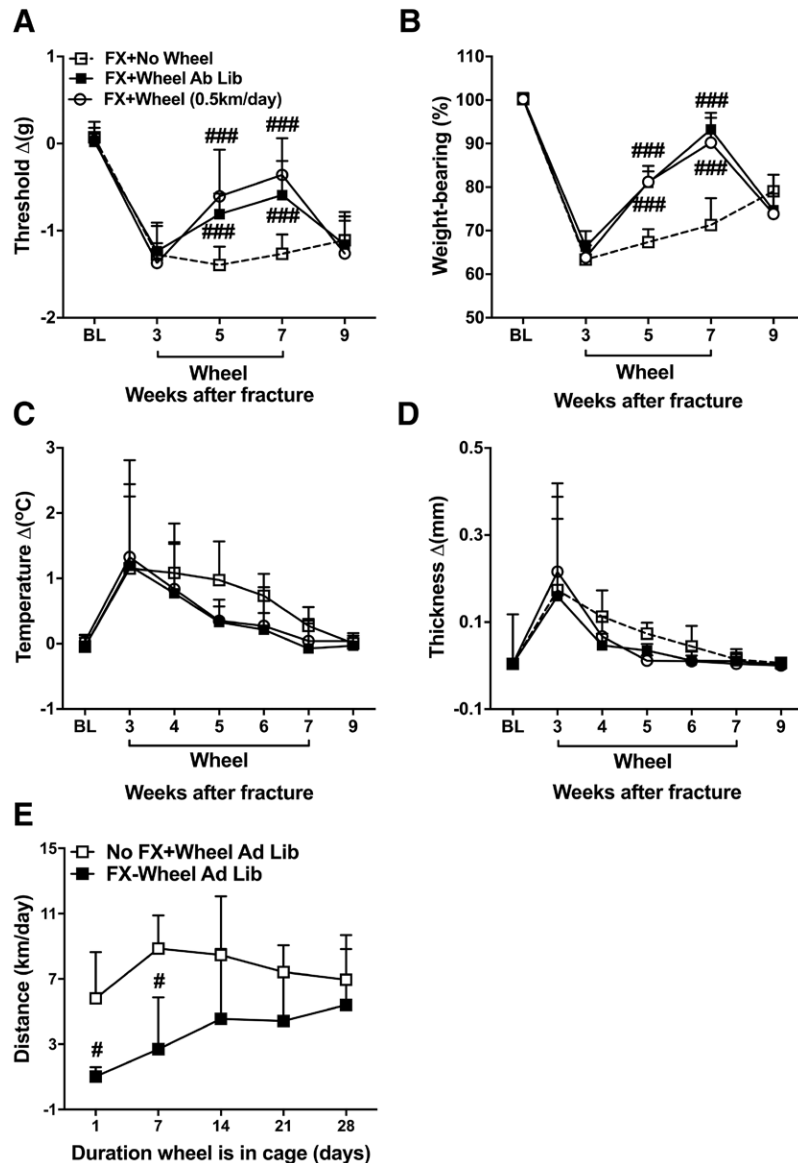 A
FX+No Wheel
FX+Wheel Ab Lib
FX+Wheel (0.5km/day)
Threshold Δ(g)
1
0
-1
-2
###
###
###
###
BL
3
5
7
9
Wheel
Weeks after fracture
B
Weight-bearing (%)
110
100
90
80
70
60
50
###
###
###
###
BL
3
5
7
9
Wheel
Weeks after fracture
C
Temperature Δ(ºC)
3
2
1
0
-1
BL
3
4
5
6
7
9
Wheel
Weeks after fracture
D
Thickness Δ(mm)
0.5
0.3
0.1
-0.1
BL
3
4
5
6
7
9
Wheel
Weeks after fracture
E
No FX+Wheel Ad Lib
FX-Wheel Ad Lib
Distance (km/day)
15
11
7
3
-1
#
#
1
7
14
21
28
Duration wheel is in cage (days)